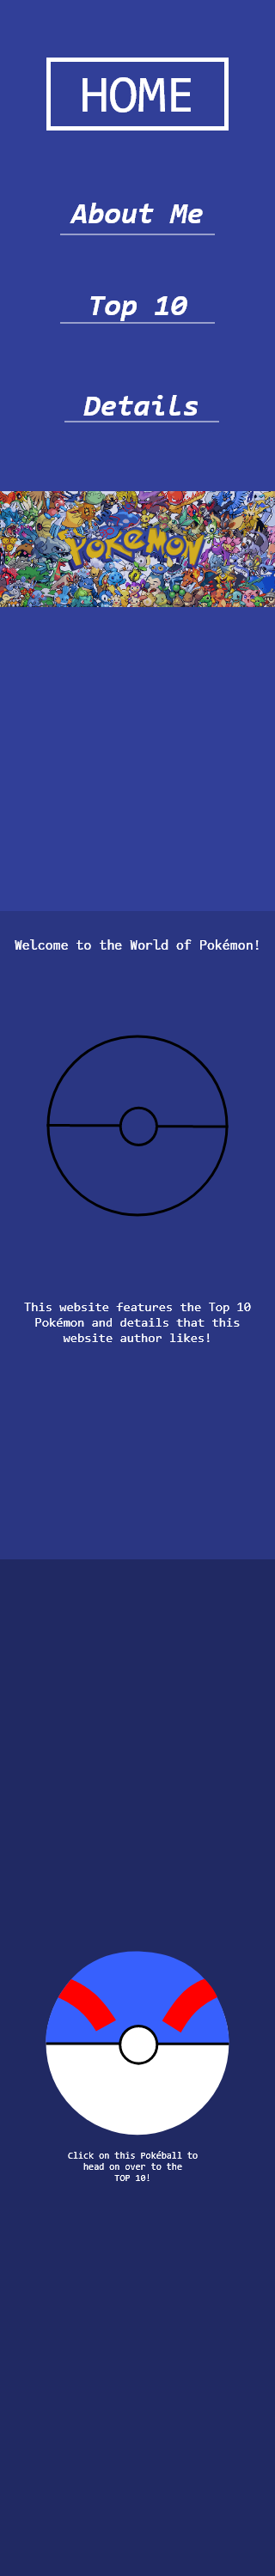 HOME
About Me
Top 10
Details
POKÉMON
Welcome to the World of Pokémon!
This website features the Top 10
Pokémon and details that this
website author likes!
Click on this Pokéball to
head on over to the
TOP 10!